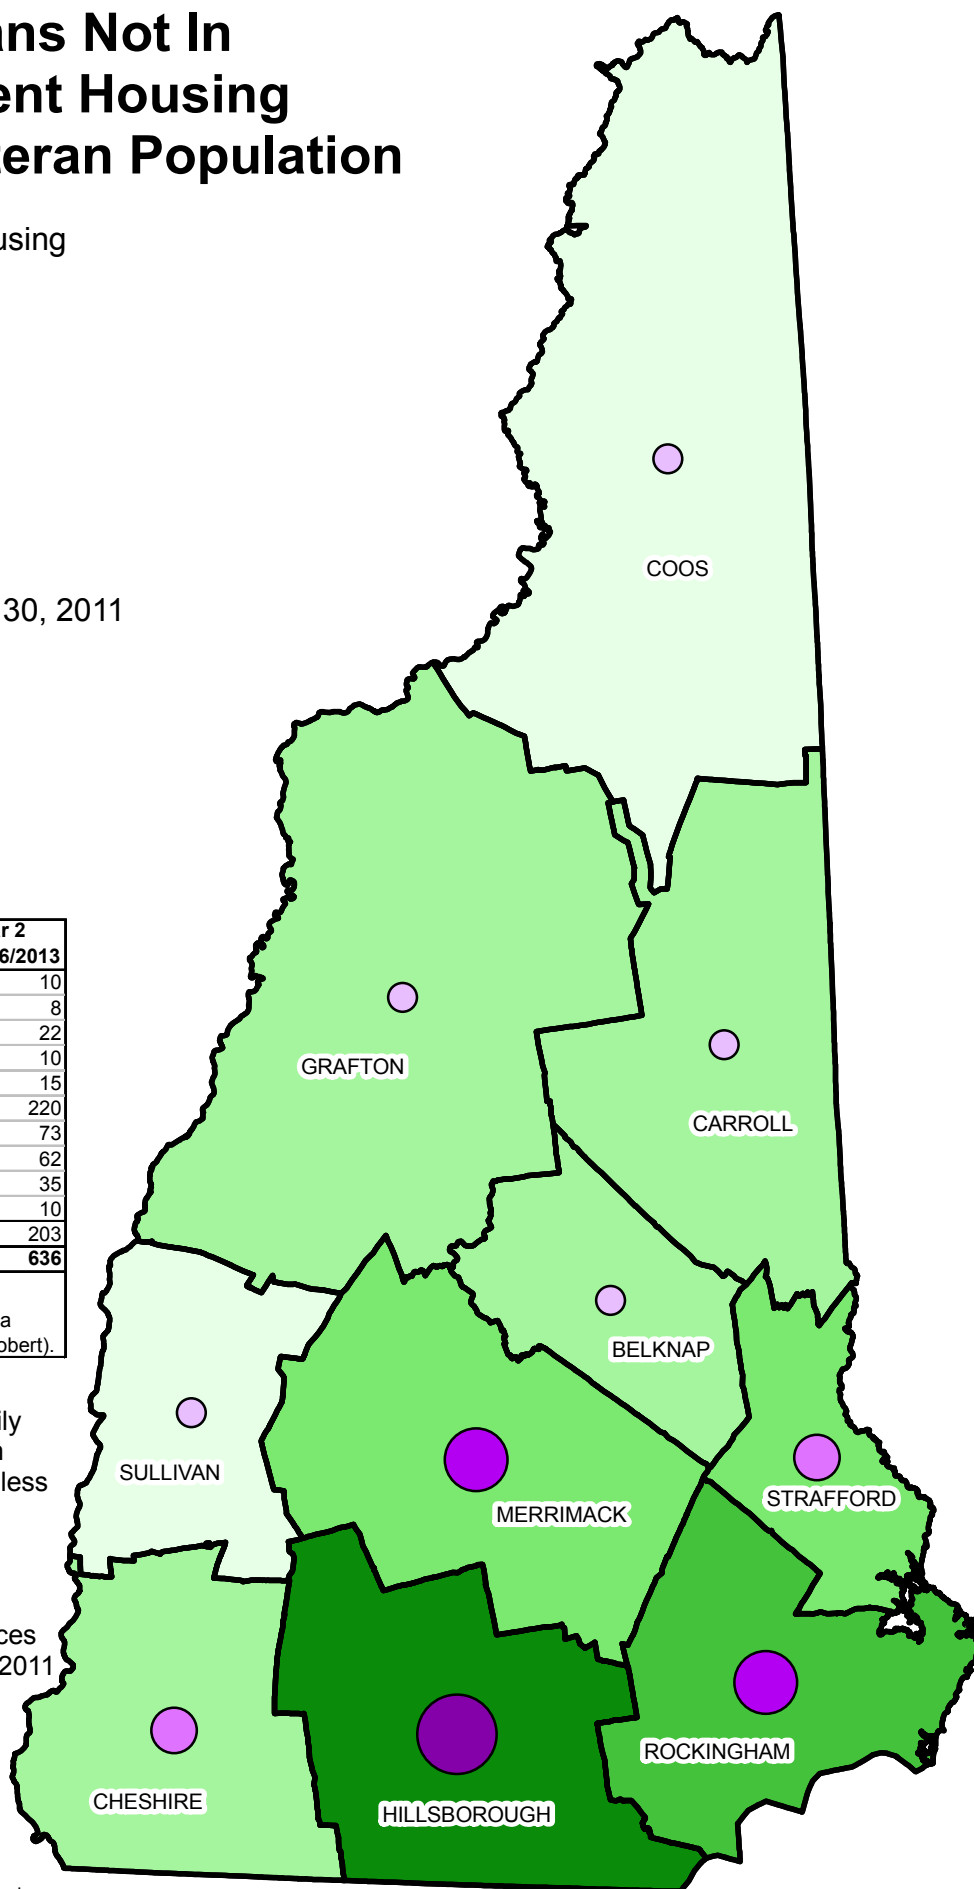 ans Not In
ent Housing
teran Population
using
30, 2011
COOS
r 2
6/2013
10
8
22
10
15
220
73
62
35
10
203
636
a
obert).
GRAFTON
CARROLL
BELKNAP
ily
n
less
SULLIVAN
MERRIMACK
STRAFFORD
ces
2011
ROCKINGHAM
CHESHIRE
HILLSBOROUGH